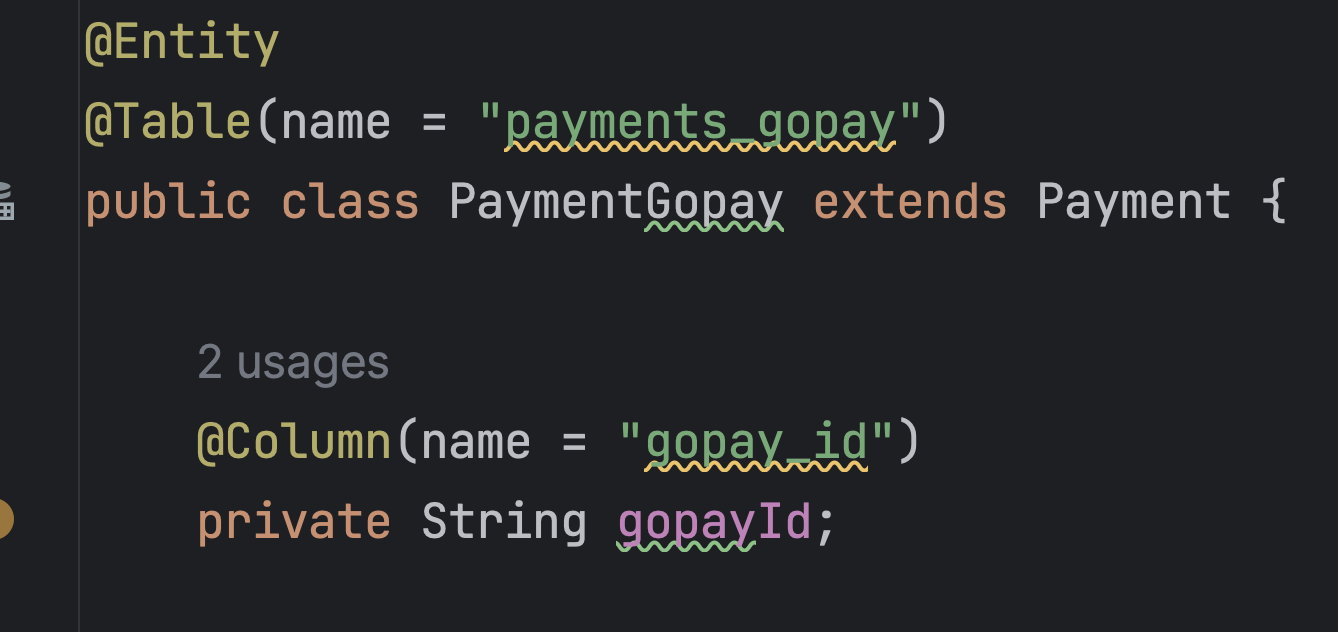 @Entity
@Table(name = "payments_gopay")
public class PaymentGopay extends Payment {
2 usages
@Column(name = "gopay_id")
private String gopayId;